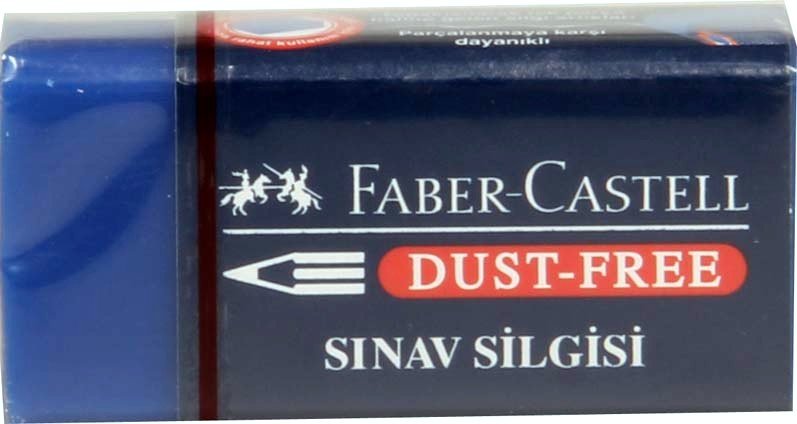 Parçalanmaya karşı
dayanıklı
FABER-CASTELL
DUST-FREE
SINAV SİLGİSİ